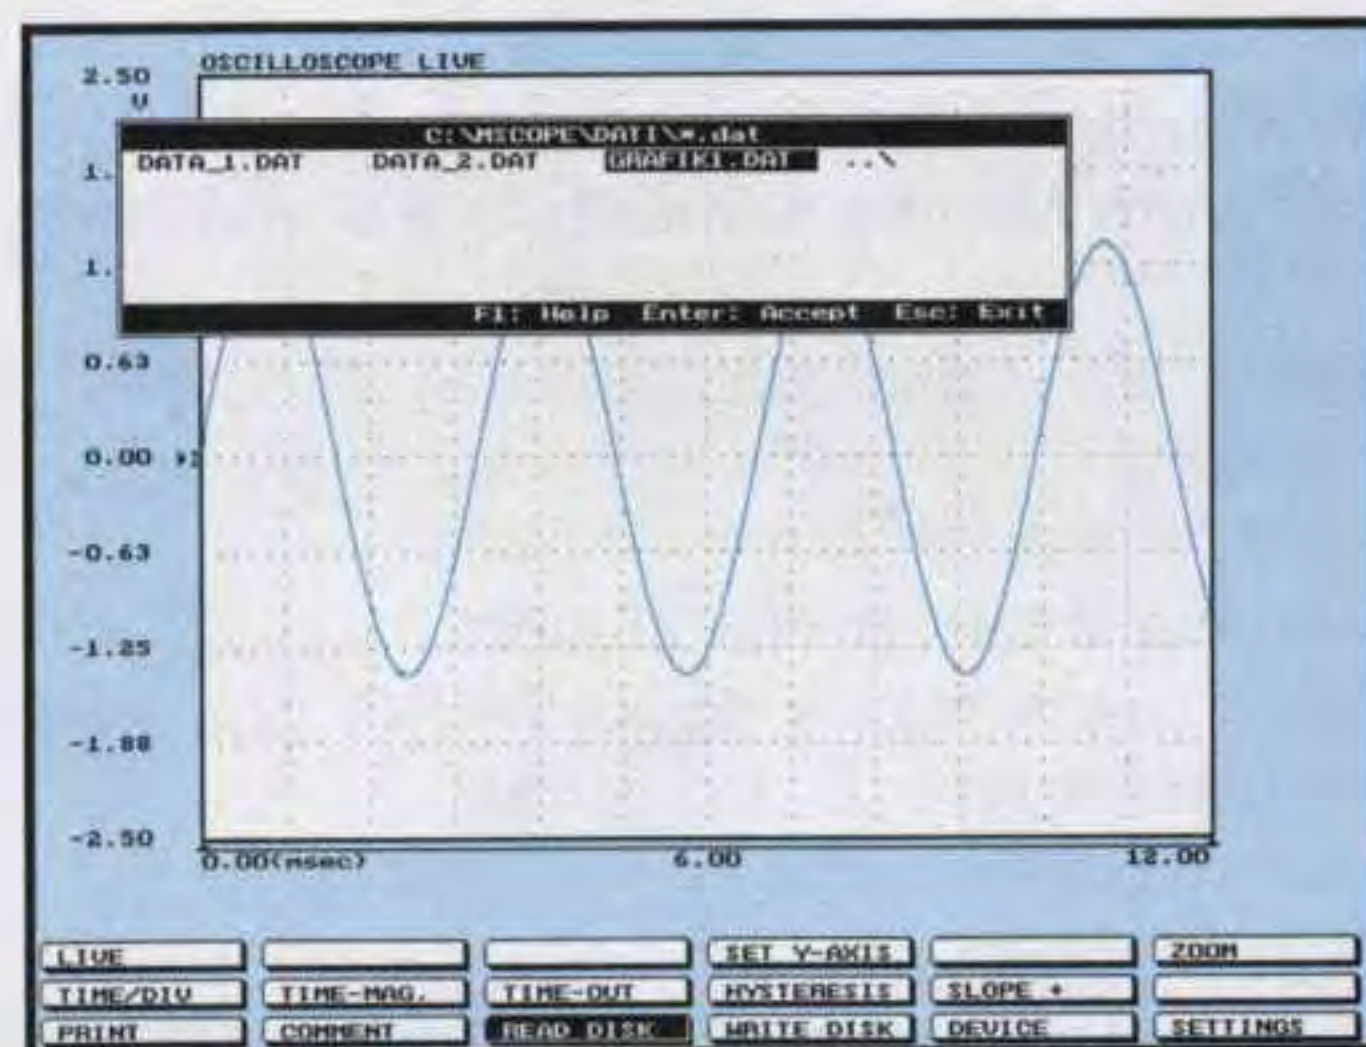 OSCILLOSCOPE LIVE
2.50
V
C:\MSCOPE\DATI\*.dat
DATA_1.DAT DATA_2.DAT GRAFIK1.DAT ..\
1.
1.
F1: Help Enter: Accept Esc: Exit
0.63
0.00
-0.63
-1.25
-1.88
-2.50
0.00(msec) 6.00 12.00
LIVE SET Y-AXIS ZOOM
TIME/DIV TIME-MAG. TIME-OUT HYSTERESIS SLOPE +
PRINT COMMENT READ DISK WRITE DISK DEVICE SETTINGS